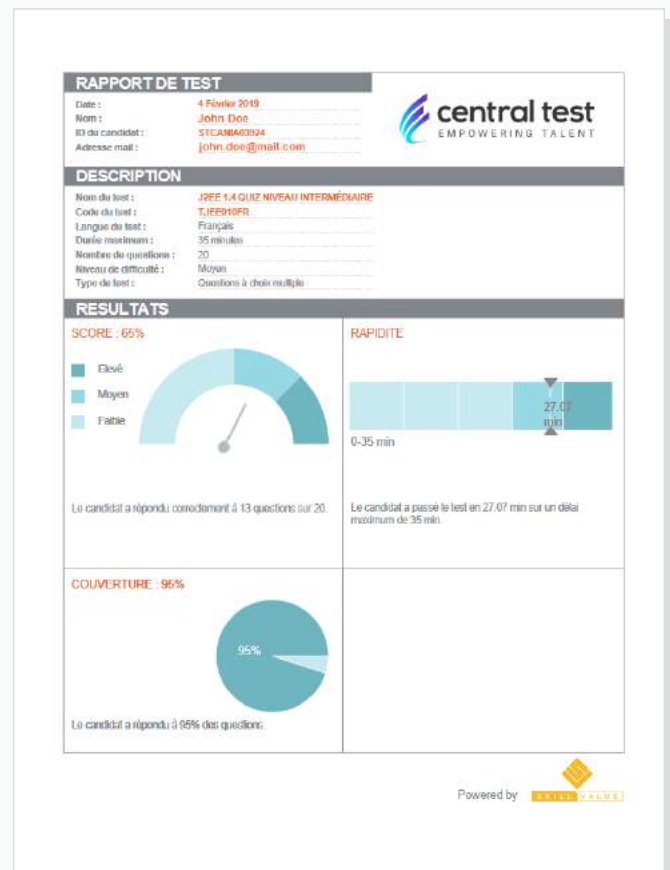 RAPPORT DE TEST
central test
EMPOWERING TALENT
Date : 4 Février 2019
Nom : John Doe
ID du candidat : STCANIA03924
Adresse mail : john.doe@mail.com
DESCRIPTION
Nom du test : J2EE 1.4 QUIZ NIVEAU INTERMÉDIAIRE
Code du test : TJEE010FR
Langue du test : Français
Durée maximum : 35 minutes
Nombre de questions : 20
Niveau de difficulté : Moyen
Type de test : Questions à choix multiple
RESULTATS
SCORE : 65%
Elevé
Moyen
Faible
Le candidat a répondu correctement à 13 questions sur 20.
RAPIDITE
27.07
min
0-35 min
Le candidat a passé le test en 27.07 min sur un délai
maximum de 35 min.
COUVERTURE : 95%
95%
Le candidat a répondu à 95% des questions.
Powered by
SKILL VALUE